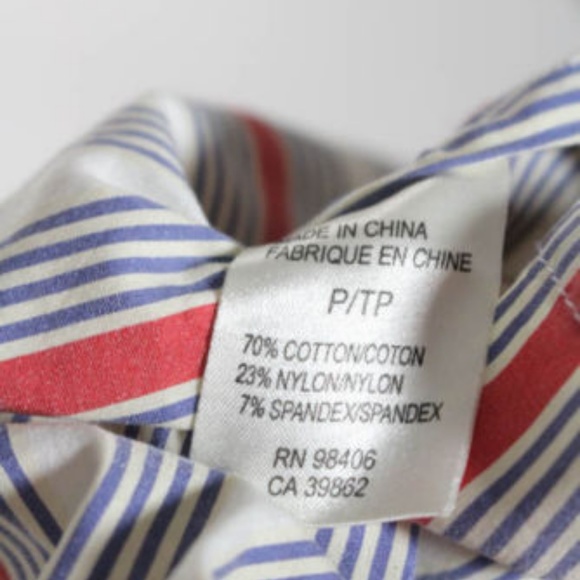 MADE IN CHINA
FABRIQUE EN CHINE
P/TP
70% COTTON/COTON
23% NYLON/NYLON
7% SPANDEX/SPANDEX
RN 98406
CA 39862